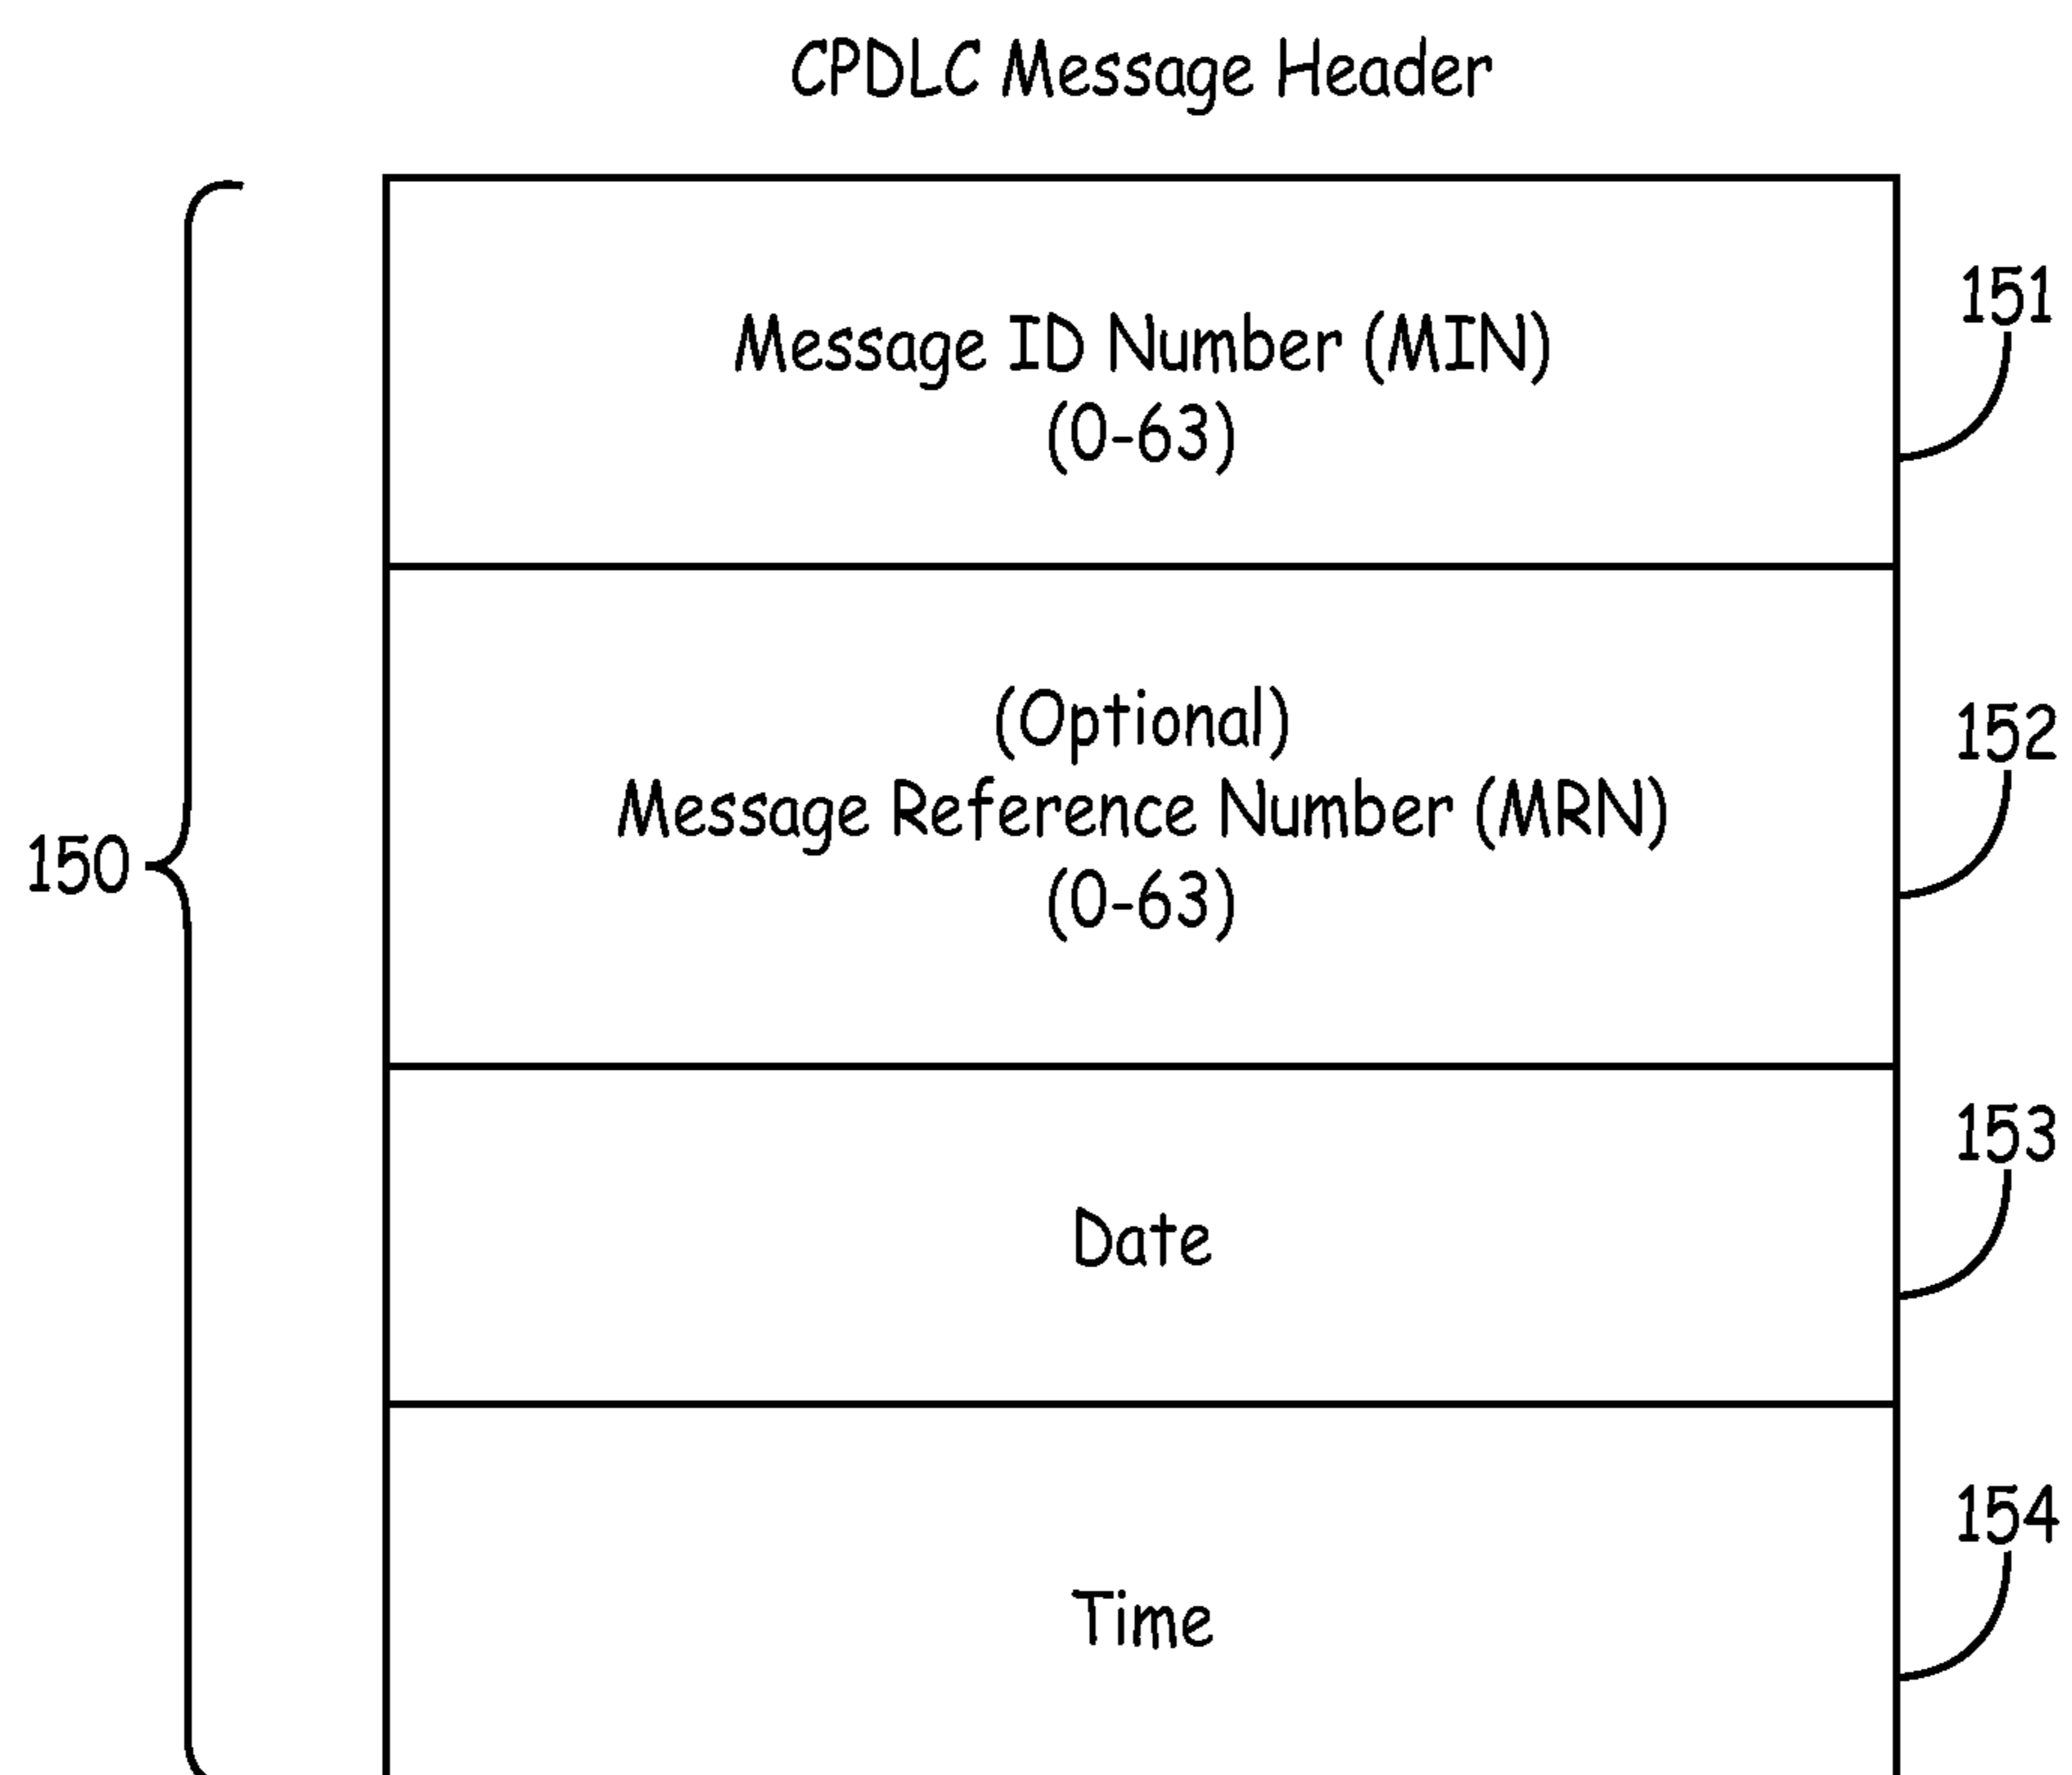 CPDLC Message Header
Message ID Number (MIN)
(0-63)
151
(Optional)
Message Reference Number (MRN)
(0-63)
152
150
Date
153
Time
154